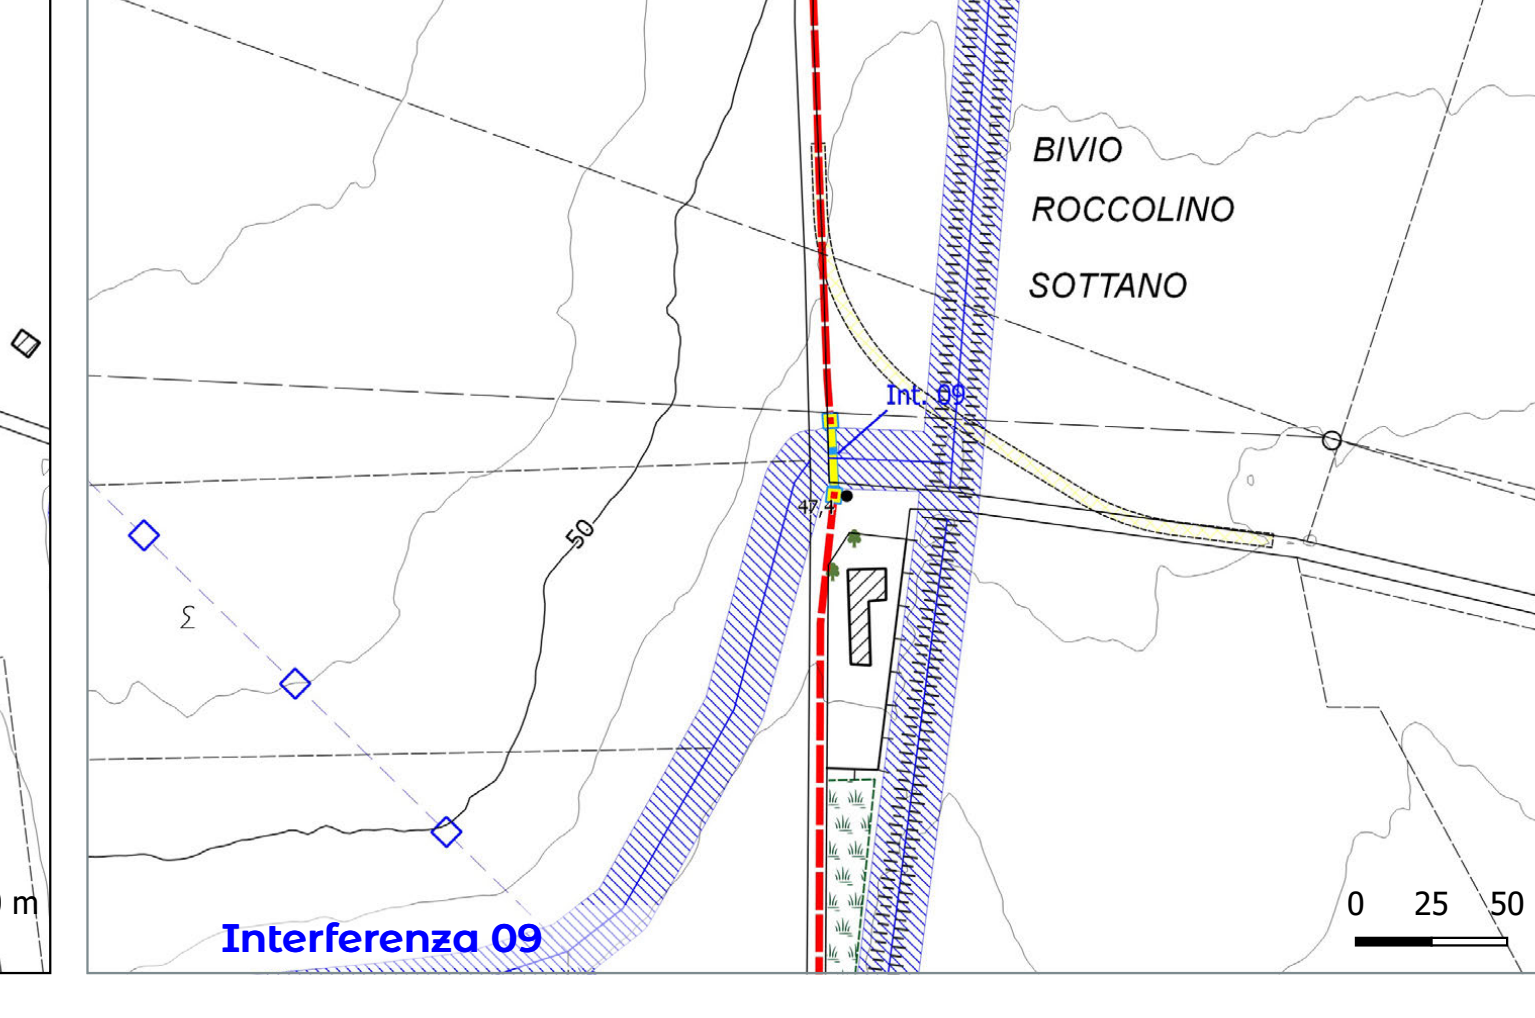 BIVIO
ROCCOLINO
SOTTANO
Int. 09
47,4
50
m
0 25 50
Interferenza 09